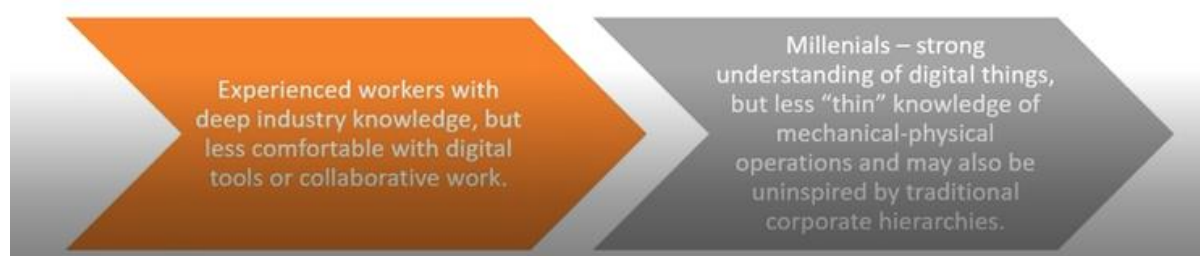 Experienced workers with
deep industry knowledge, but
less comfortable with digital
tools or collaborative work.
Millenials – strong
understanding of digital things,
but less “thin” knowledge of
mechanical-physical
operations and may also be
uninspired by traditional
corporate hierarchies.